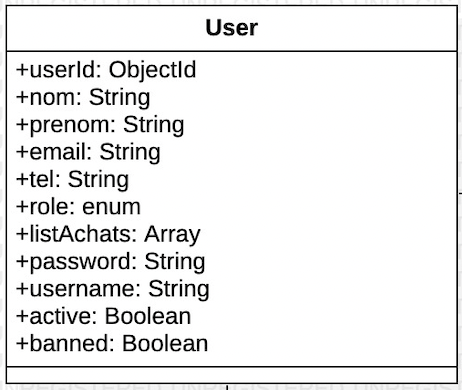 User
+userId: ObjectId
+nom: String
+prenom: String
+email: String
+tel: String
+role: enum
+listAchats: Array
+password: String
+username: String
+active: Boolean
+banned: Boolean